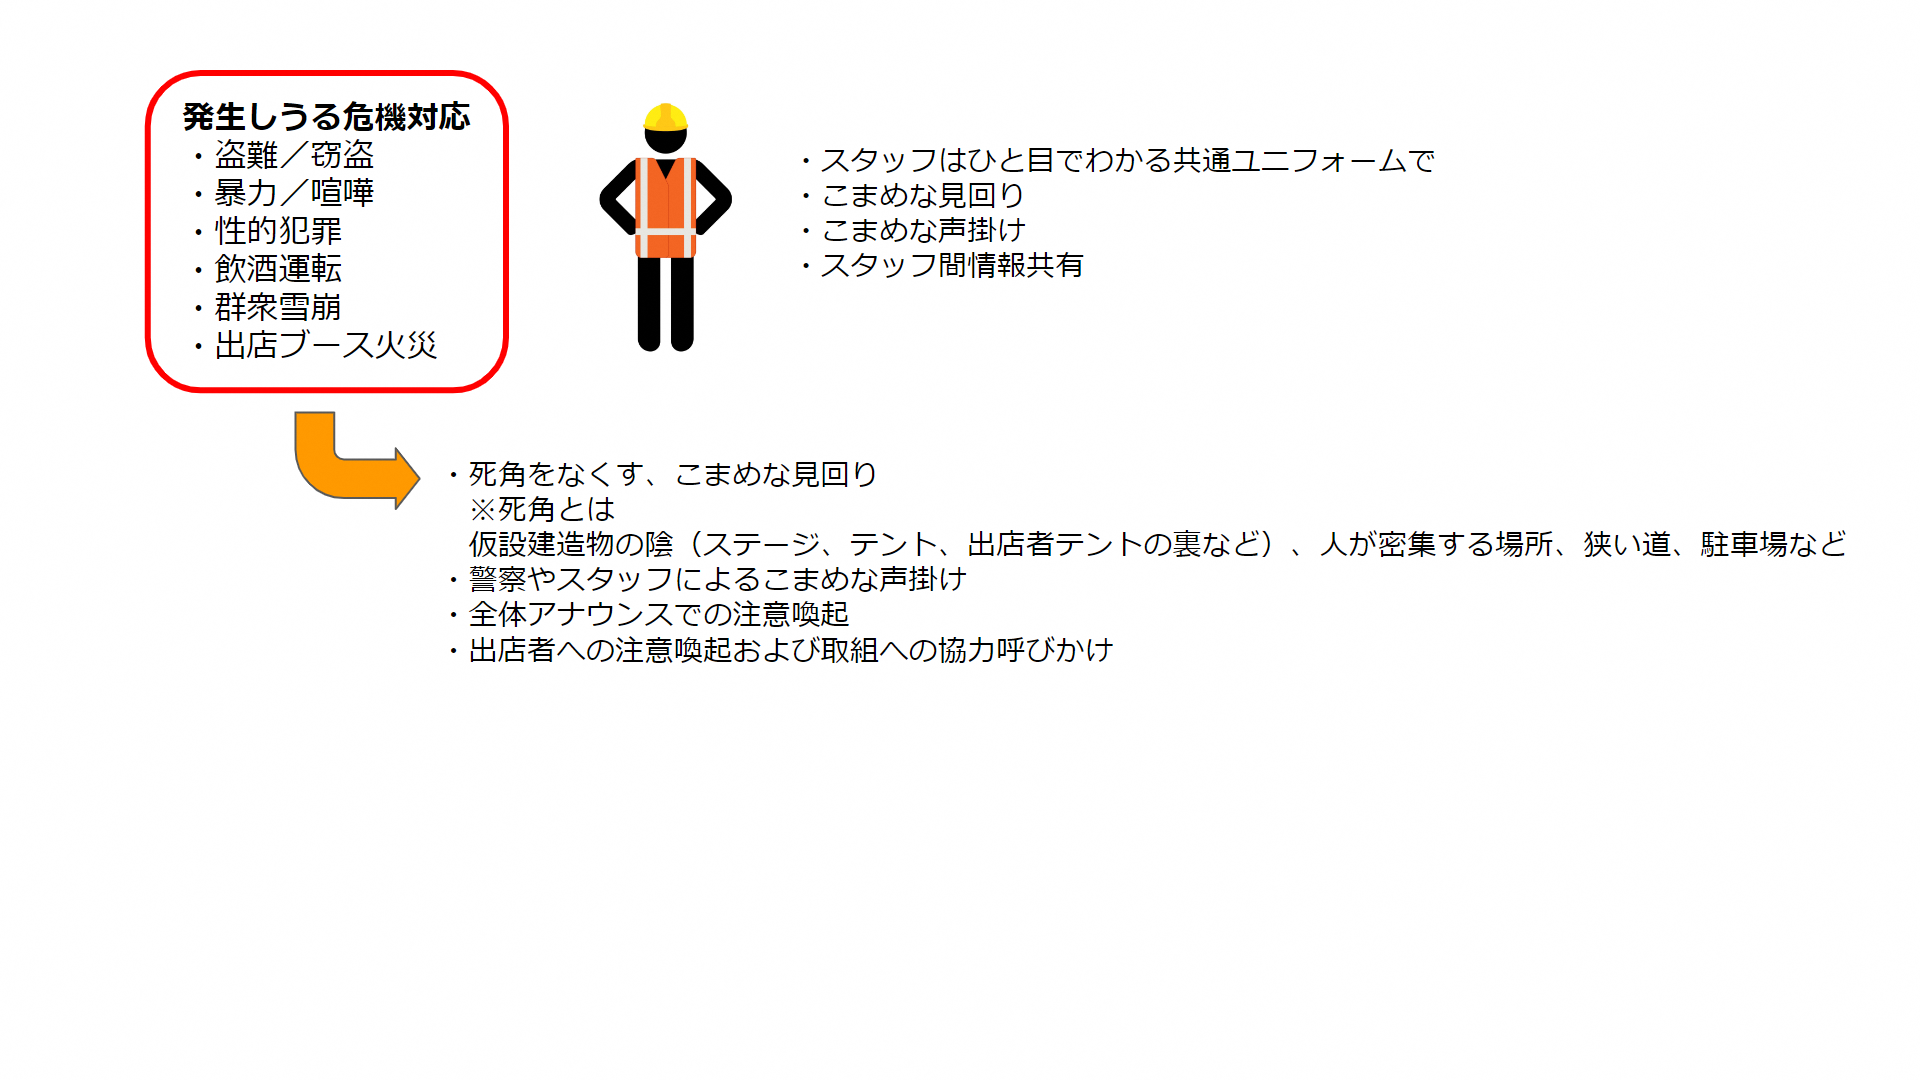 発生しうる危機対応
・盗難／窃盗
・暴力／喧嘩
・性的犯罪
・飲酒運転
・群衆雪崩
・出店ブース火災
・スタッフはひと目でわかる共通ユニフォームで
・こまめな見回り
・こまめな声掛け
・スタッフ間情報共有
・死角をなくす、こまめな見回り
※死角とは
仮設建造物の陰（ステージ、テント、出店者テントの裏など）、人が密集する場所、狭い道、駐車場など
・警察やスタッフによるこまめな声掛け
・全体アナウンスでの注意喚起
・出店者への注意喚起および取組への協力呼びかけ